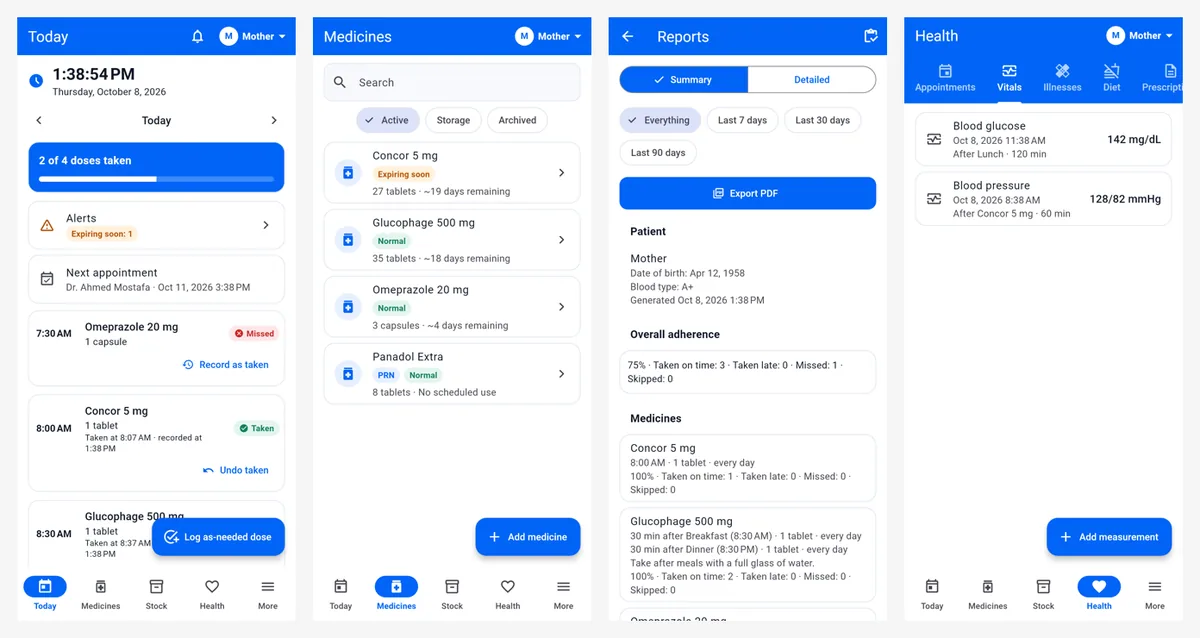 Today
M Mother
1:38:54 PM
Thursday, October 8, 2026
Today
2 of 4 doses taken
Alerts
Expiring soon: 1
Next appointment
Dr. Ahmed Mostafa · Oct 11, 2026 3:38 PM
7:30 AM
Omeprazole 20 mg
1 capsule
Missed
Record as taken
8:00 AM
Concor 5 mg
1 tablet
Taken at 8:07 AM · recorded at
1:38 PM
Taken
Undo taken
8:30 AM
Glucophage 500 mg
1 tablet
Taken at 8:37 AM
1:38 PM
Log as-needed dose
Today
Medicines
Stock
Health
More
Medicines
M Mother
Search
Active
Storage
Archived
Concor 5 mg
Expiring soon
27 tablets · ~19 days remaining
Glucophage 500 mg
Normal
35 tablets · ~18 days remaining
Omeprazole 20 mg
Normal
3 capsules · ~4 days remaining
Panadol Extra
PRN Normal
8 tablets · No scheduled use
+ Add medicine
Today
Medicines
Stock
Health
More
Reports
Summary
Detailed
Everything
Last 7 days
Last 30 days
Last 90 days
Export PDF
Patient
Mother
Date of birth: Apr 12, 1958
Blood type: A+
Generated Oct 8, 2026 1:38 PM
Overall adherence
75% · Taken on time: 3 · Taken late: 0 · Missed: 1 ·
Skipped: 0
Medicines
Concor 5 mg
8:00 AM · 1 tablet · every day
100% · Taken on time: 1 · Taken late: 0 · Missed: 0 ·
Skipped: 0
Glucophage 500 mg
30 min after Breakfast (8:30 AM) · 1 tablet · every day
30 min after Dinner (8:30 PM) · 1 tablet · every day
Take after meals with a full glass of water.
100% · Taken on time: 2 · Taken late: 0 · Missed: 0 ·
Skipped: 0
Omeprazole 20 mg
Health
M Mother
Appointments
Vitals
Illnesses
Diet
Prescripti
Blood glucose
Oct 8, 2026 11:38 AM
After Lunch · 120 min
142 mg/dL
Blood pressure
Oct 8, 2026 8:38 AM
After Concor 5 mg · 60 min
128/82 mmHg
+ Add measurement
Today
Medicines
Stock
Health
More